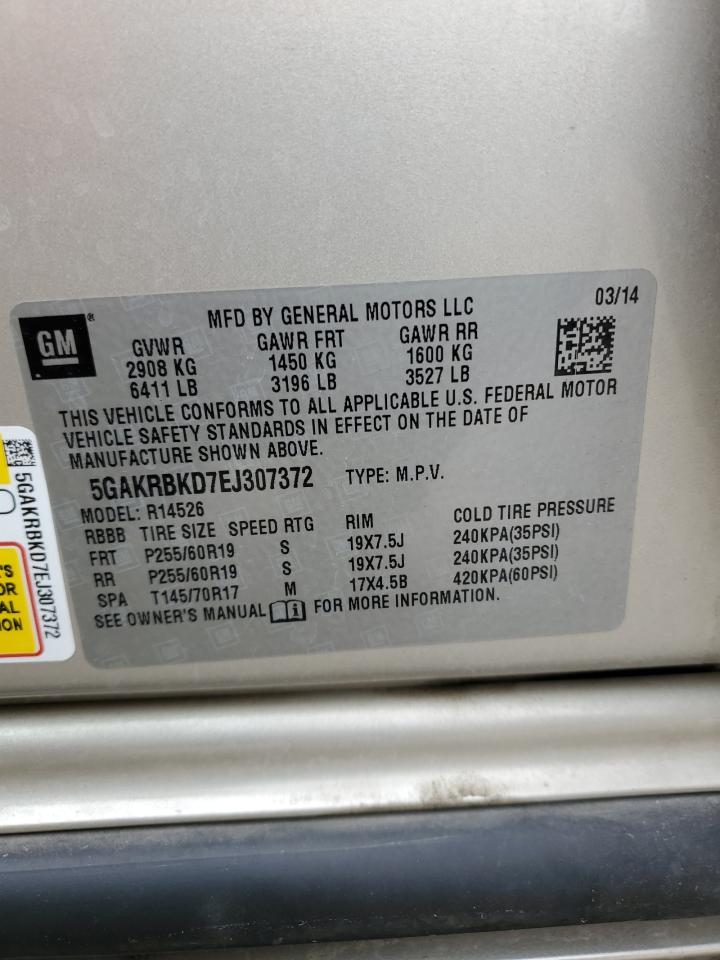 MFD BY GENERAL MOTORS LLC 03/14
GM®
GVWR GAWR FRT GAWR RR
2908 KG 1450 KG 1600 KG
6411 LB 3196 LB 3527 LB
THIS VEHICLE CONFORMS TO ALL APPLICABLE U.S. FEDERAL MOTOR
VEHICLE SAFETY STANDARDS IN EFFECT ON THE DATE OF
MANUFACTURE SHOWN ABOVE.
5GAKRBKD7EJ307372 TYPE: M.P.V.
MODEL: R14526
RBBB TIRE SIZE SPEED RTG RIM COLD TIRE PRESSURE
FRT P255/60R19 S 19X7.5J 240KPA(35PSI)
RR P255/60R19 S 19X7.5J 240KPA(35PSI)
SPA T145/70R17 M 17X4.5B 420KPA(60PSI)
SEE OWNER'S MANUAL FOR MORE INFORMATION.
5GAKRBKD7EJ307372